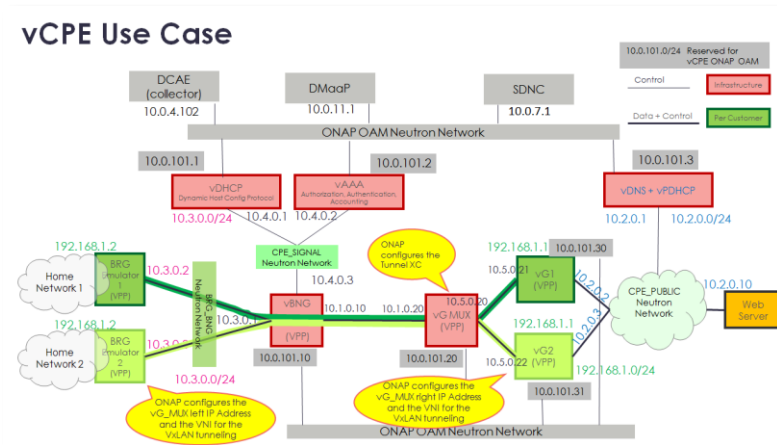 vCPE Use Case
10.0.101.0/24 Reserved for
vCPE ONAP OAM
Control
Infrastructure
Data + Control
Per Customer
DCAE
(collector)
10.0.4.102
DMaaP
10.0.11.1
SDNC
10.0.7.1
ONAP OAM Neutron Network
10.0.101.1
10.0.101.2
10.0.101.3
vDHCP
Dynamic Host Config Protocol
vAAA
Authorization, Authentication,
Accounting
vDNS + vPDHCP
10.3.0.0/24
10.4.0.1
10.4.0.2
10.2.0.1
10.2.0.0/24
CPE_SIGNAL
Neutron Network
10.4.0.3
ONAP
configures the
Tunnel XC
192.168.1.2
Home
Network 1
BRG
Emulator
1
(VPP)
10.3.0.2
BRG_BNG
Neutron Network
10.3.0.1
vBNG
(VPP)
10.1.0.10
10.1.0.20
vG MUX
(VPP)
10.5.0.20
10.5.0.21
192.168.1.1
10.0.101.30
vG1
(VPP)
10.2.0.2
10.2.0.3
CPE_PUBLIC
Neutron
Network
10.2.0.10
Web
Server
192.168.1.2
Home
Network 2
BRG
Emulator
2
(VPP)
10.3.0.0/24
10.0.101.10
10.0.101.20
10.5.0.22
192.168.1.1
vG2
(VPP)
192.168.1.0/24
10.0.101.31
ONAP configures the
vG_MUX left IP Address
and the VNI for the
VxLAN tunneling
ONAP configures the
vG_MUX right IP Address
and the VNI for the
VxLAN tunneling
ONAP OAM Neutron Network